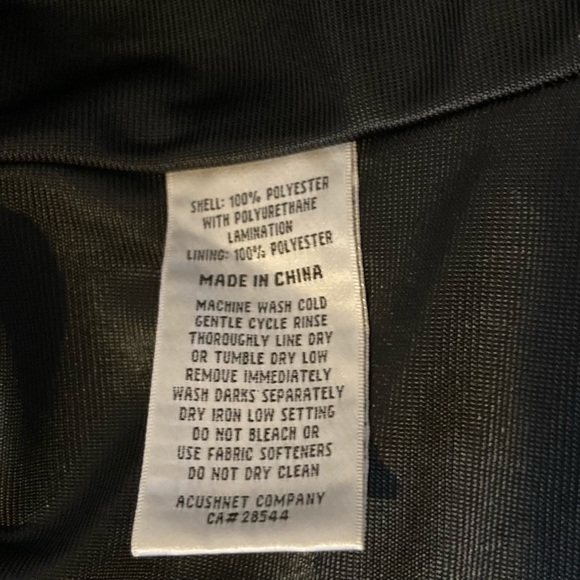 SHELL: 100% POLYESTER
WITH POLYURETHANE
LAMINATION
LINING: 100% POLYESTER
MADE IN CHINA
MACHINE WASH COLD
GENTLE CYCLE RINSE
THOROUGHLY LINE DRY
OR TUMBLE DRY LOW
REMOVE IMMEDIATELY
WASH DARKS SEPARATELY
DRY IRON LOW SETTING
DO NOT BLEACH OR
USE FABRIC SOFTENERS
DO NOT DRY CLEAN
ACUSHNET COMPANY
CA# 28544